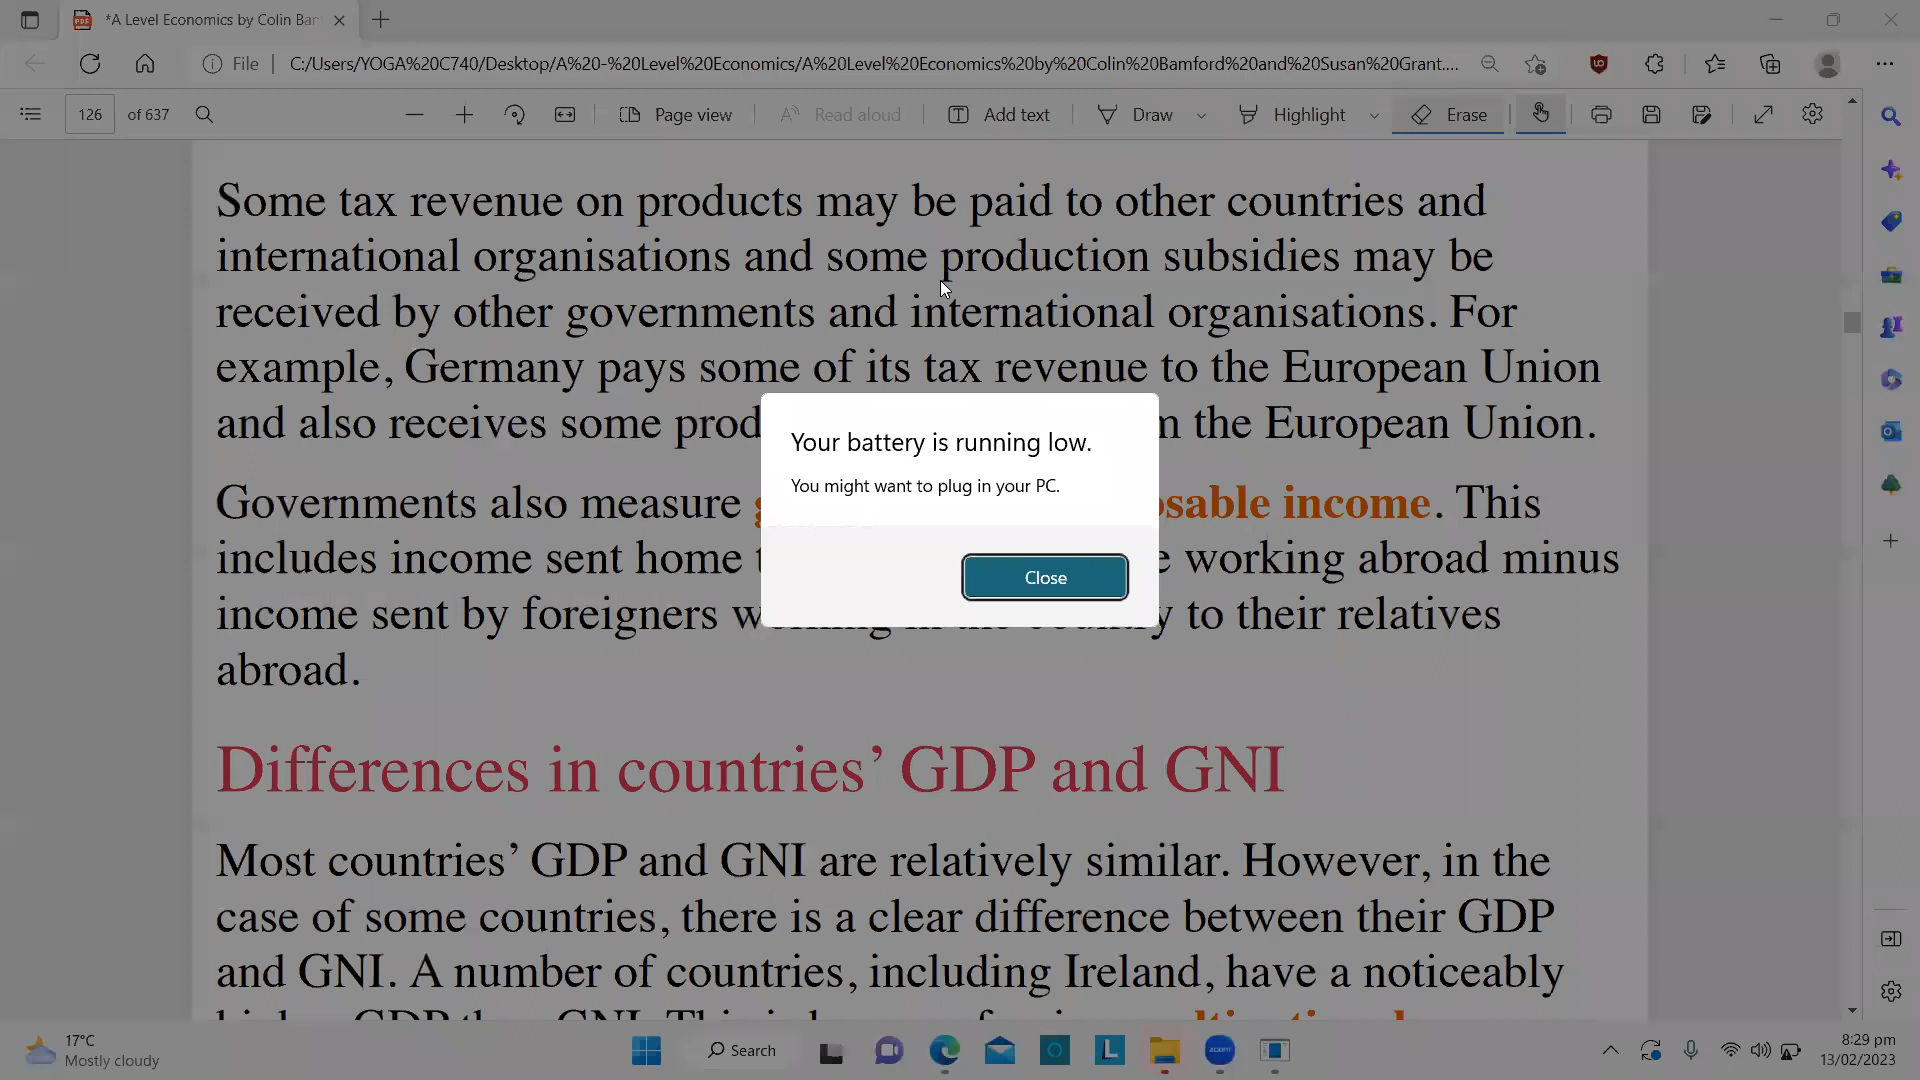 *A Level Economics by Colin Bar
File
C:/Users/YOGA%20C740/Desktop/A%20-%20Level%20Economics/A%20Level%20Economics%20by%20Colin%20Bamford%20and%20Susan%20Grant....
126 of 637
Page view
Read aloud
Add text
Draw
Highlight
Erase
Some tax revenue on products may be paid to other countries and
international organisations and some production subsidies may be
received by other governments and international organisations. For
example, Germany pays some of its tax revenue to the European Union
and also receives some prod the European Union.
Your battery is running low.
You might want to plug in your PC.
Close
Governments also measure osable income. This
includes income sent home working abroad minus
income sent by foreigners to their relatives
abroad.
Differences in countries’ GDP and GNI
Most countries’ GDP and GNI are relatively similar. However, in the
case of some countries, there is a clear difference between their GDP
and GNI. A number of countries, including Ireland, have a noticeably
17°C
Mostly cloudy
Search
zoom
8:29 pm
13/02/2023